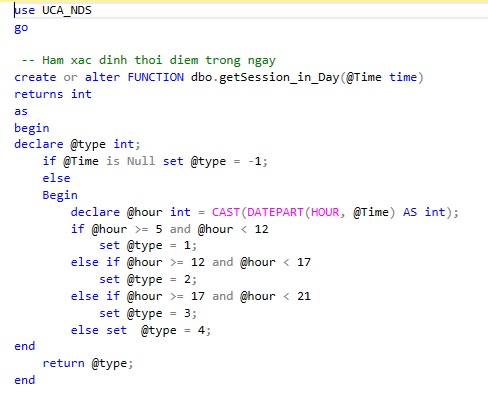 use UCA_NDS
go
-- Ham xac dinh thoi diem trong ngay
create or alter FUNCTION dbo.getSession_in_Day(@Time time)
returns int
as
begin
declare @type int;
if @Time is Null set @type = -1;
else
Begin
declare @hour int = CAST(DATEPART(HOUR, @Time) AS int);
if @hour >= 5 and @hour < 12
set @type = 1;
else if @hour >= 12 and @hour < 17
set @type = 2;
else if @hour >= 17 and @hour < 21
set @type = 3;
else set  @type = 4;
end
return @type;
end